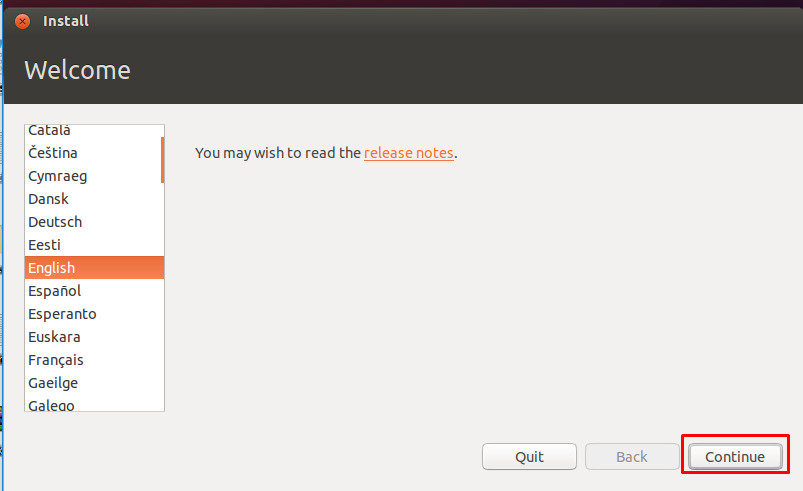 Install
Welcome
Català
Čeština
Cymraeg
Dansk
Deutsch
Eesti
English
Español
Esperanto
Euskara
Français
Gaeilge
Galego
You may wish to read the release notes.
Quit
Back
Continue